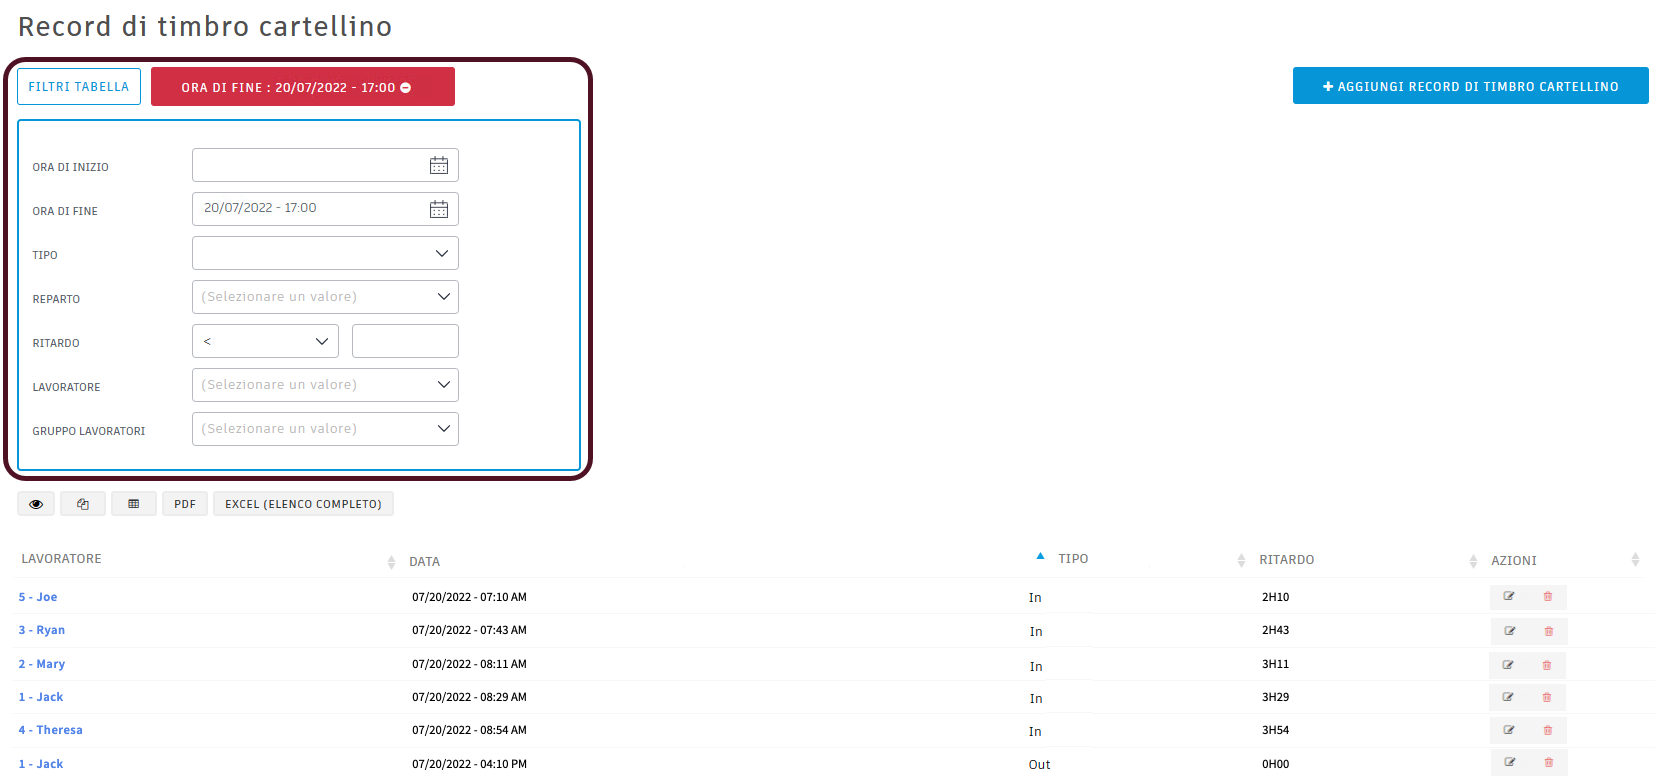 Record di timbro cartellino
FILTRI TABELLA
ORA DI FINE : 20/07/2022 - 17:00
AGGIUNGI RECORD DI TIMBRO CARTELLINO
ORA DI INIZIO
ORA DI FINE 20/07/2022 - 17:00
TIPO
REPARTO (Selezionare un valore)
RITARDO <
LAVORATORE (Selezionare un valore)
GRUPPO LAVORATORI (Selezionare un valore)
PDF EXCEL (ELENCO COMPLETO)
LAVORATORE DATA TIPO RITARDO AZIONI
5 - Joe 07/20/2022 - 07:10 AM In 2H10
3 - Ryan 07/20/2022 - 07:43 AM In 2H43
2 - Mary 07/20/2022 - 08:11 AM In 3H11
1 - Jack 07/20/2022 - 08:29 AM In 3H29
4 - Theresa 07/20/2022 - 08:54 AM In 3H54
1 - Jack 07/20/2022 - 04:10 PM Out 0H00